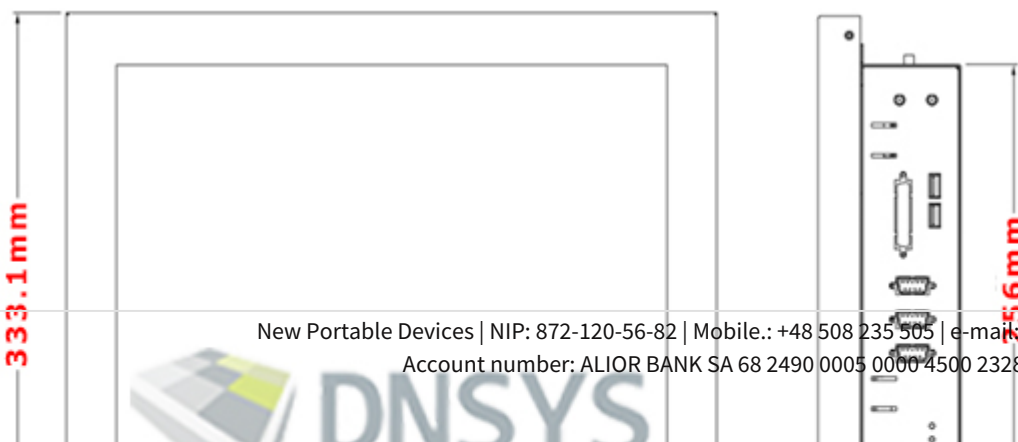 333.1mm
256mm
New Portable Devices | NIP: 872-120-56-82 | Mobile.: +48 508 235 505 | e-mail:
Account number: ALIOR BANK SA 68 2490 0005 0000 4500 2328
DNSYS